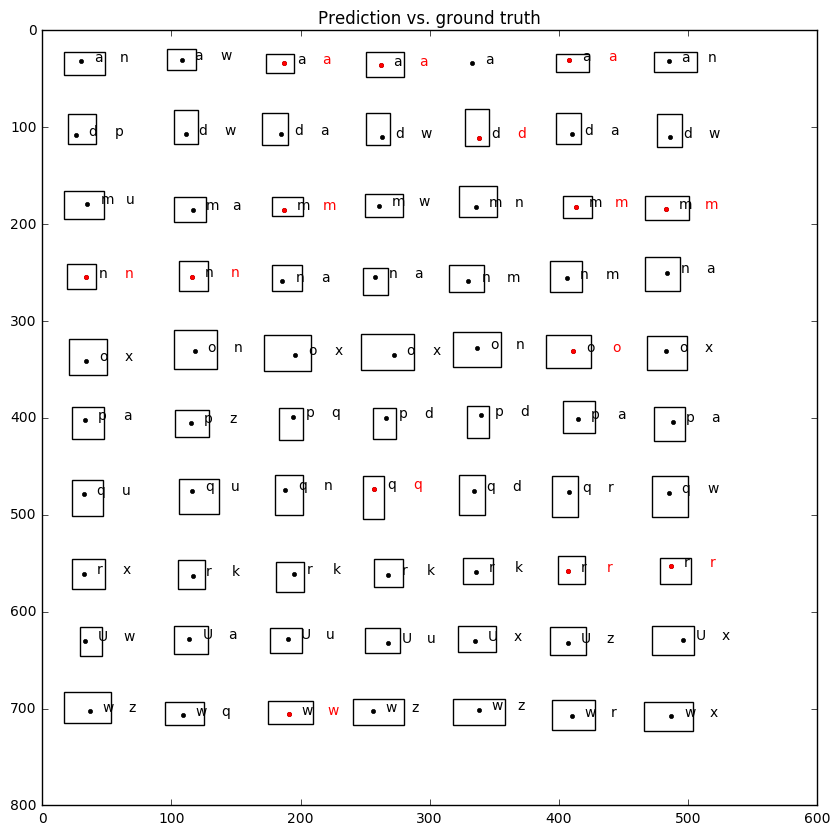 Prediction vs. ground truth
0
a n a w a a a a a a a a n
100
d p d w d a d w d d d a d w
200
m u m a m m m w m n m m m m
n n n n n a n a n m n m n a
300
o x o n o x o x o n o o o x
400
p a p z p q p d p d p a p a
500
q u q u q n q q q d q r q w
r x r k r k r k r k r r r r
600
U w U a U u U u U x U z U x
700
w z w q w w w z w z w r w x
800
0 100 200 300 400 500 600